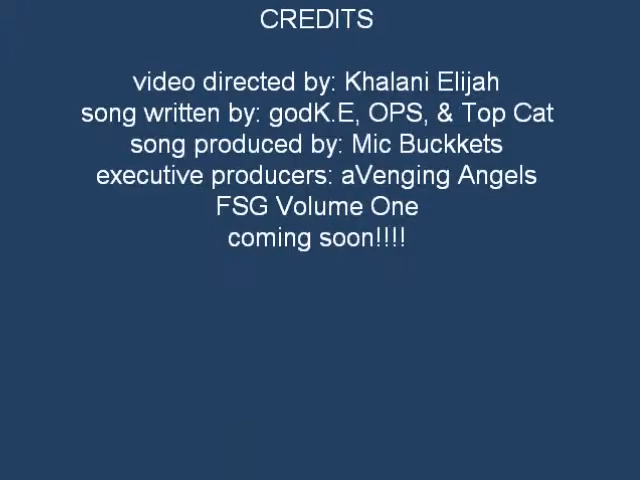 CREDITS
video directed by: Khalani Elijah
song written by: godK.E, OPS, & Top Cat
song produced by: Mic Buckkets
executive producers: aVenging Angels
FSG Volume One
coming soon!!!!